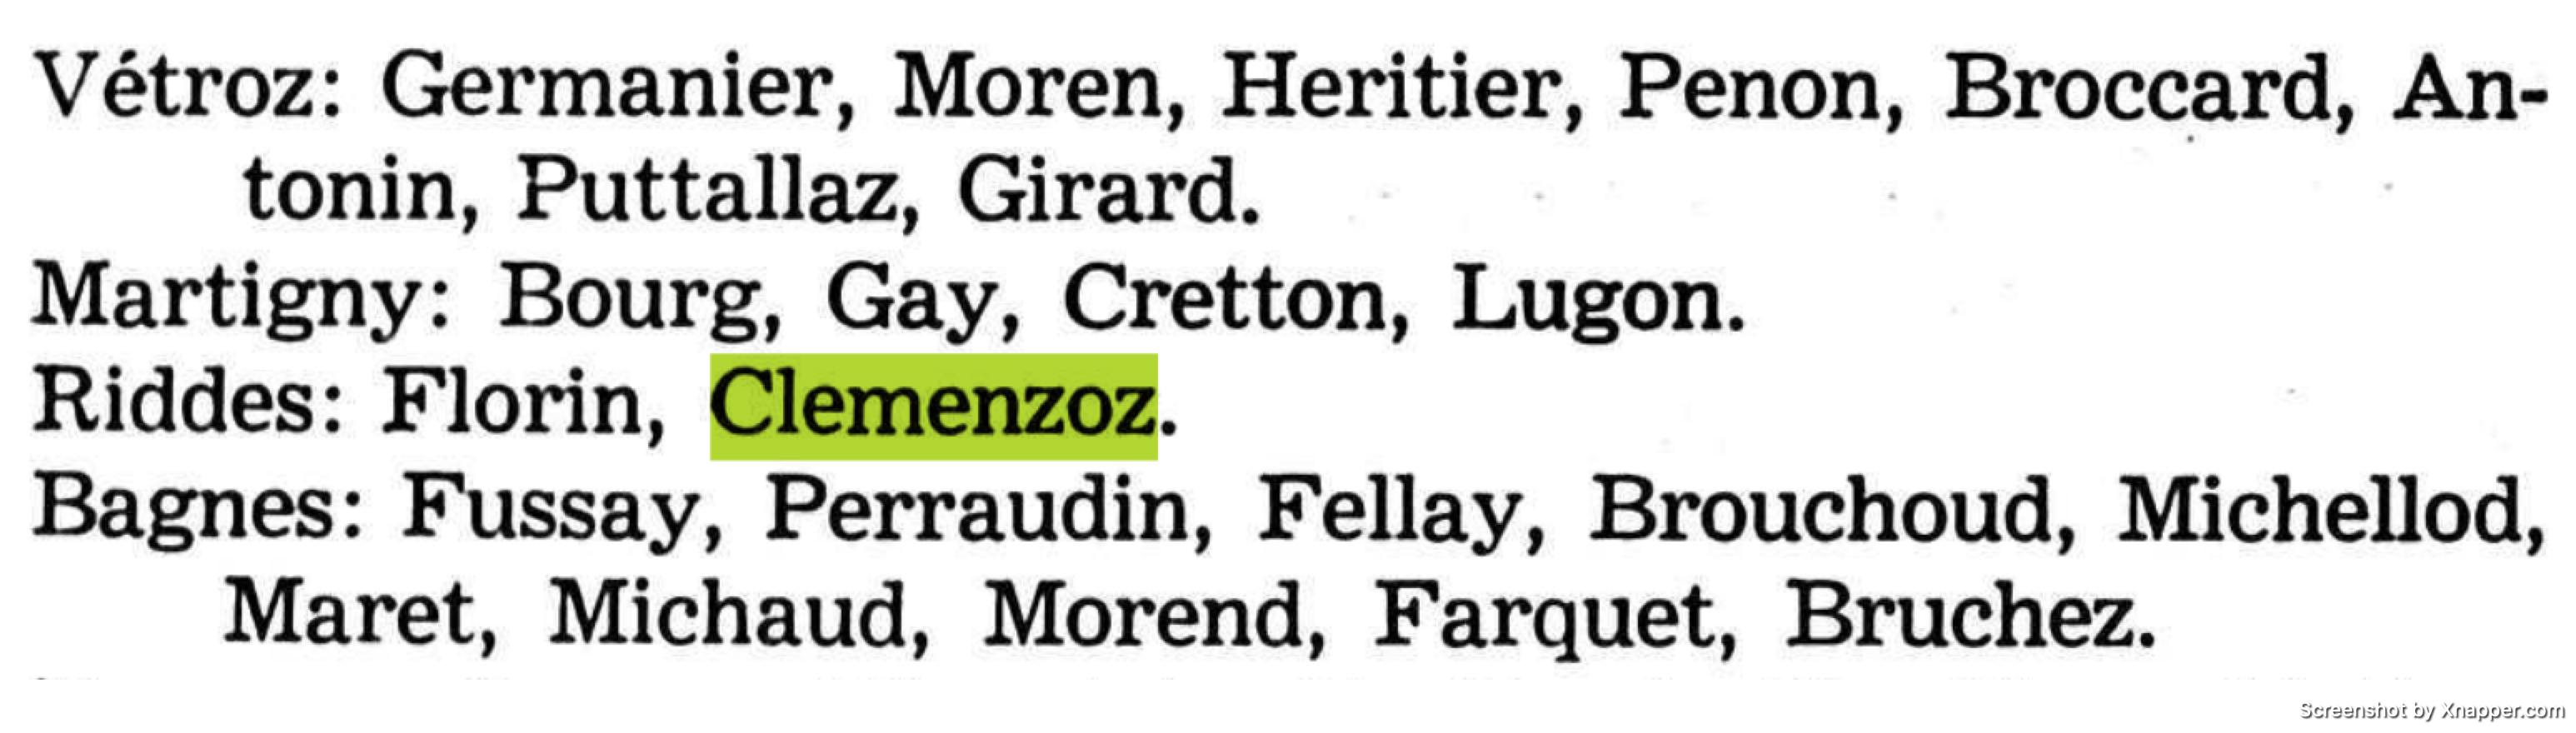 Vétroz: Germanier, Moren, Heritier, Penon, Broccard, An-
tonin, Puttallaz, Girard.
Martigny: Bourg, Gay, Cretton, Lugon.
Riddes: Florin, Clemenzoz.
Bagnes: Fussay, Perraudin, Fellay, Brouchoud, Michellod,
Maret, Michaud, Morend, Farquet, Bruchez.
Screenshot by Xnapper.com